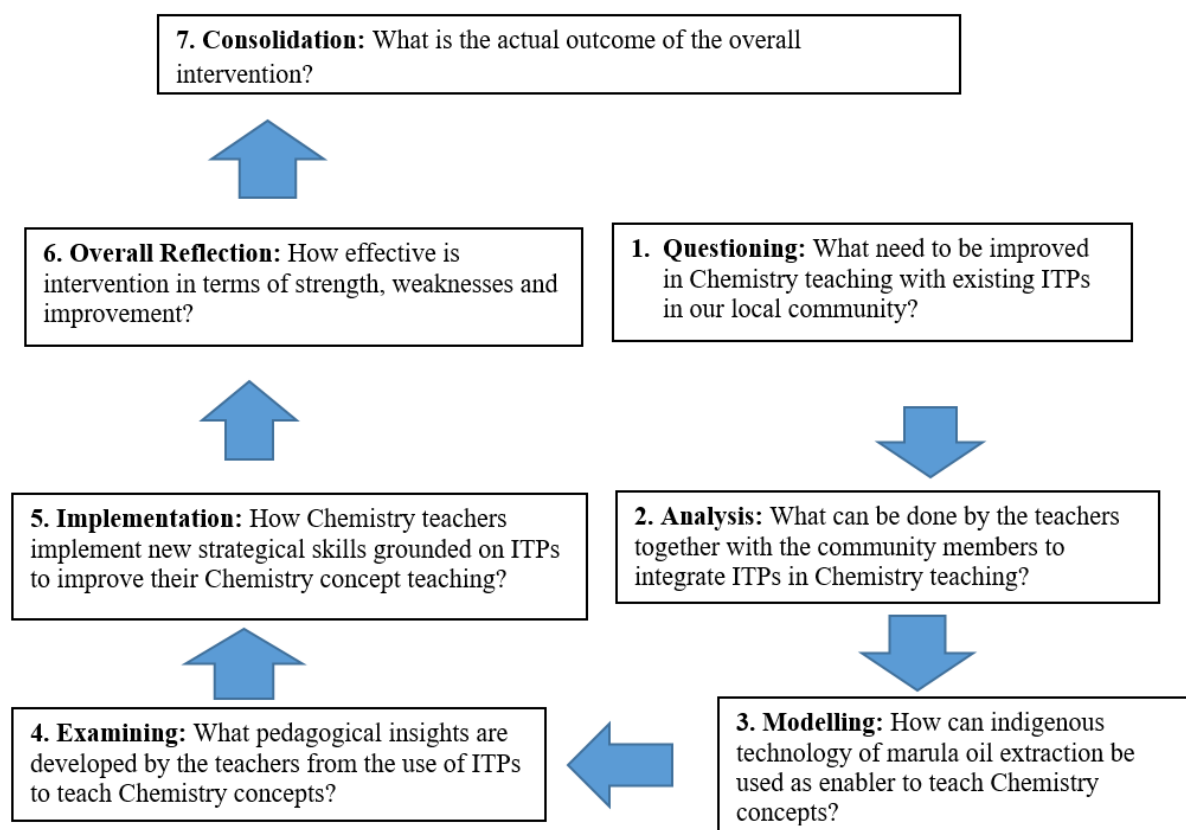 7. Consolidation: What is the actual outcome of the overall
intervention?
6. Overall Reflection: How effective is
intervention in terms of strength, weaknesses and
improvement?
1. Questioning: What need to be improved
in Chemistry teaching with existing ITPs
in our local community?
5. Implementation: How Chemistry teachers
implement new strategical skills grounded on ITPs
to improve their Chemistry concept teaching?
2. Analysis: What can be done by the teachers
together with the community members to
integrate ITPs in Chemistry teaching?
4. Examining: What pedagogical insights are
developed by the teachers from the use of ITPs
to teach Chemistry concepts?
3. Modelling: How can indigenous
technology of marula oil extraction be
used as enabler to teach Chemistry
concepts?